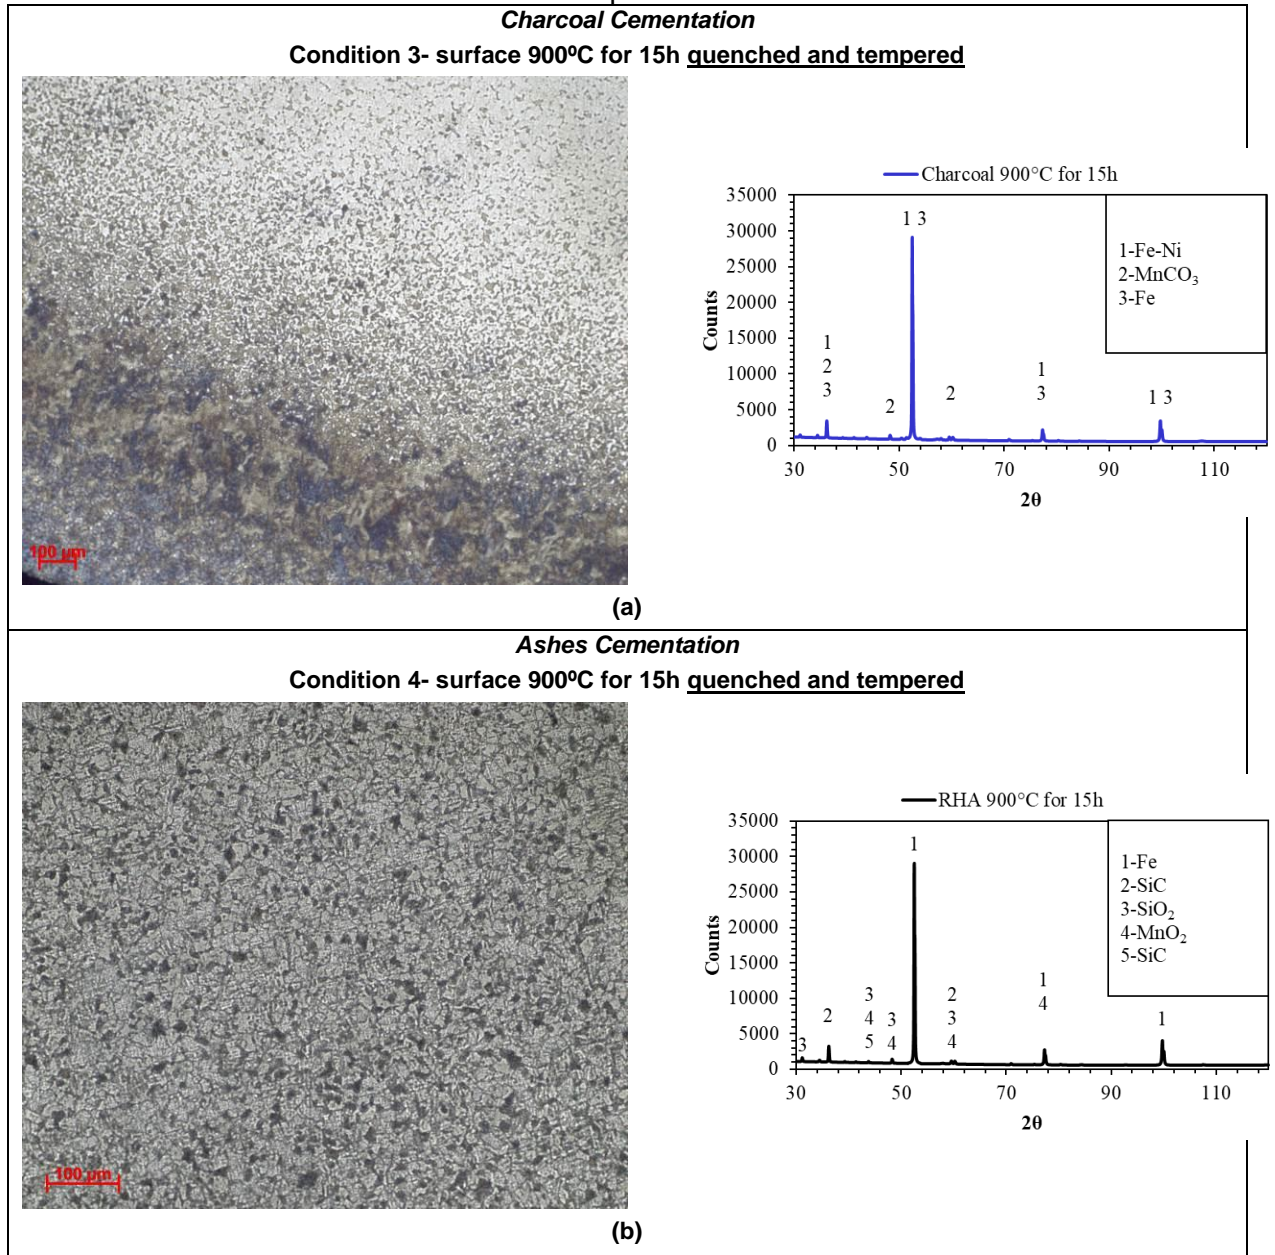 Charcoal Cementation
Condition 3- surface 900ºC for 15h quenched and tempered
100 µm
Charcoal 900°C for 15h
35000
30000
25000
20000
15000
10000
5000
0
Counts
1 3
1
2
3
2
2
1
3
1 3
1-Fe-Ni
2-MnCO₃
3-Fe
30 50 70 90 110
2θ
(a)
Ashes Cementation
Condition 4- surface 900ºC for 15h quenched and tempered
100 µm
RHA 900°C for 15h
35000
30000
25000
20000
15000
10000
5000
0
Counts
3
2
3
4
5
3
4
1
2
3
4
1
4
1
1-Fe
2-SiC
3-SiO₂
4-MnO₂
5-SiC
30 50 70 90 110
2θ
(b)